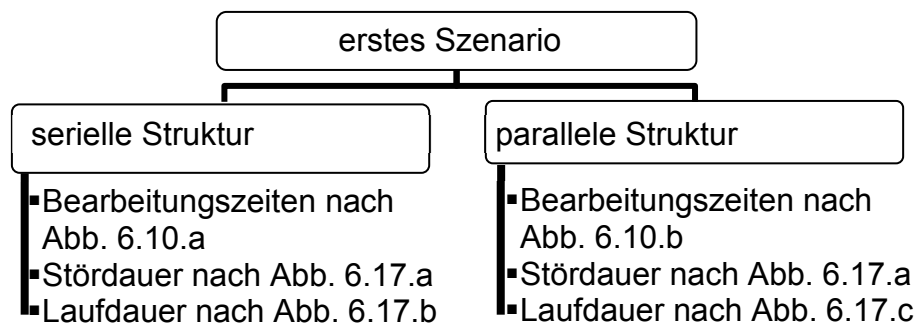 erstes Szenario
serielle Struktur
▪Bearbeitungszeiten nach
Abb. 6.10.a
▪Stördauer nach Abb. 6.17.a
▪Laufdauer nach Abb. 6.17.b
parallele Struktur
▪Bearbeitungszeiten nach
Abb. 6.10.b
▪Stördauer nach Abb. 6.17.a
▪Laufdauer nach Abb. 6.17.c